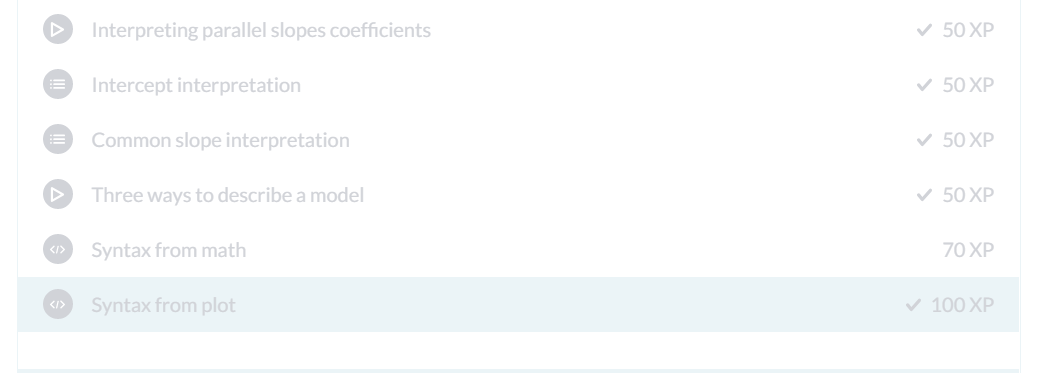 Interpreting parallel slopes coefficients ✔ 50 XP
Intercept interpretation ✔ 50 XP
Common slope interpretation ✔ 50 XP
Three ways to describe a model ✔ 50 XP
</> Syntax from math 70 XP
</> Syntax from plot ✔ 100 XP